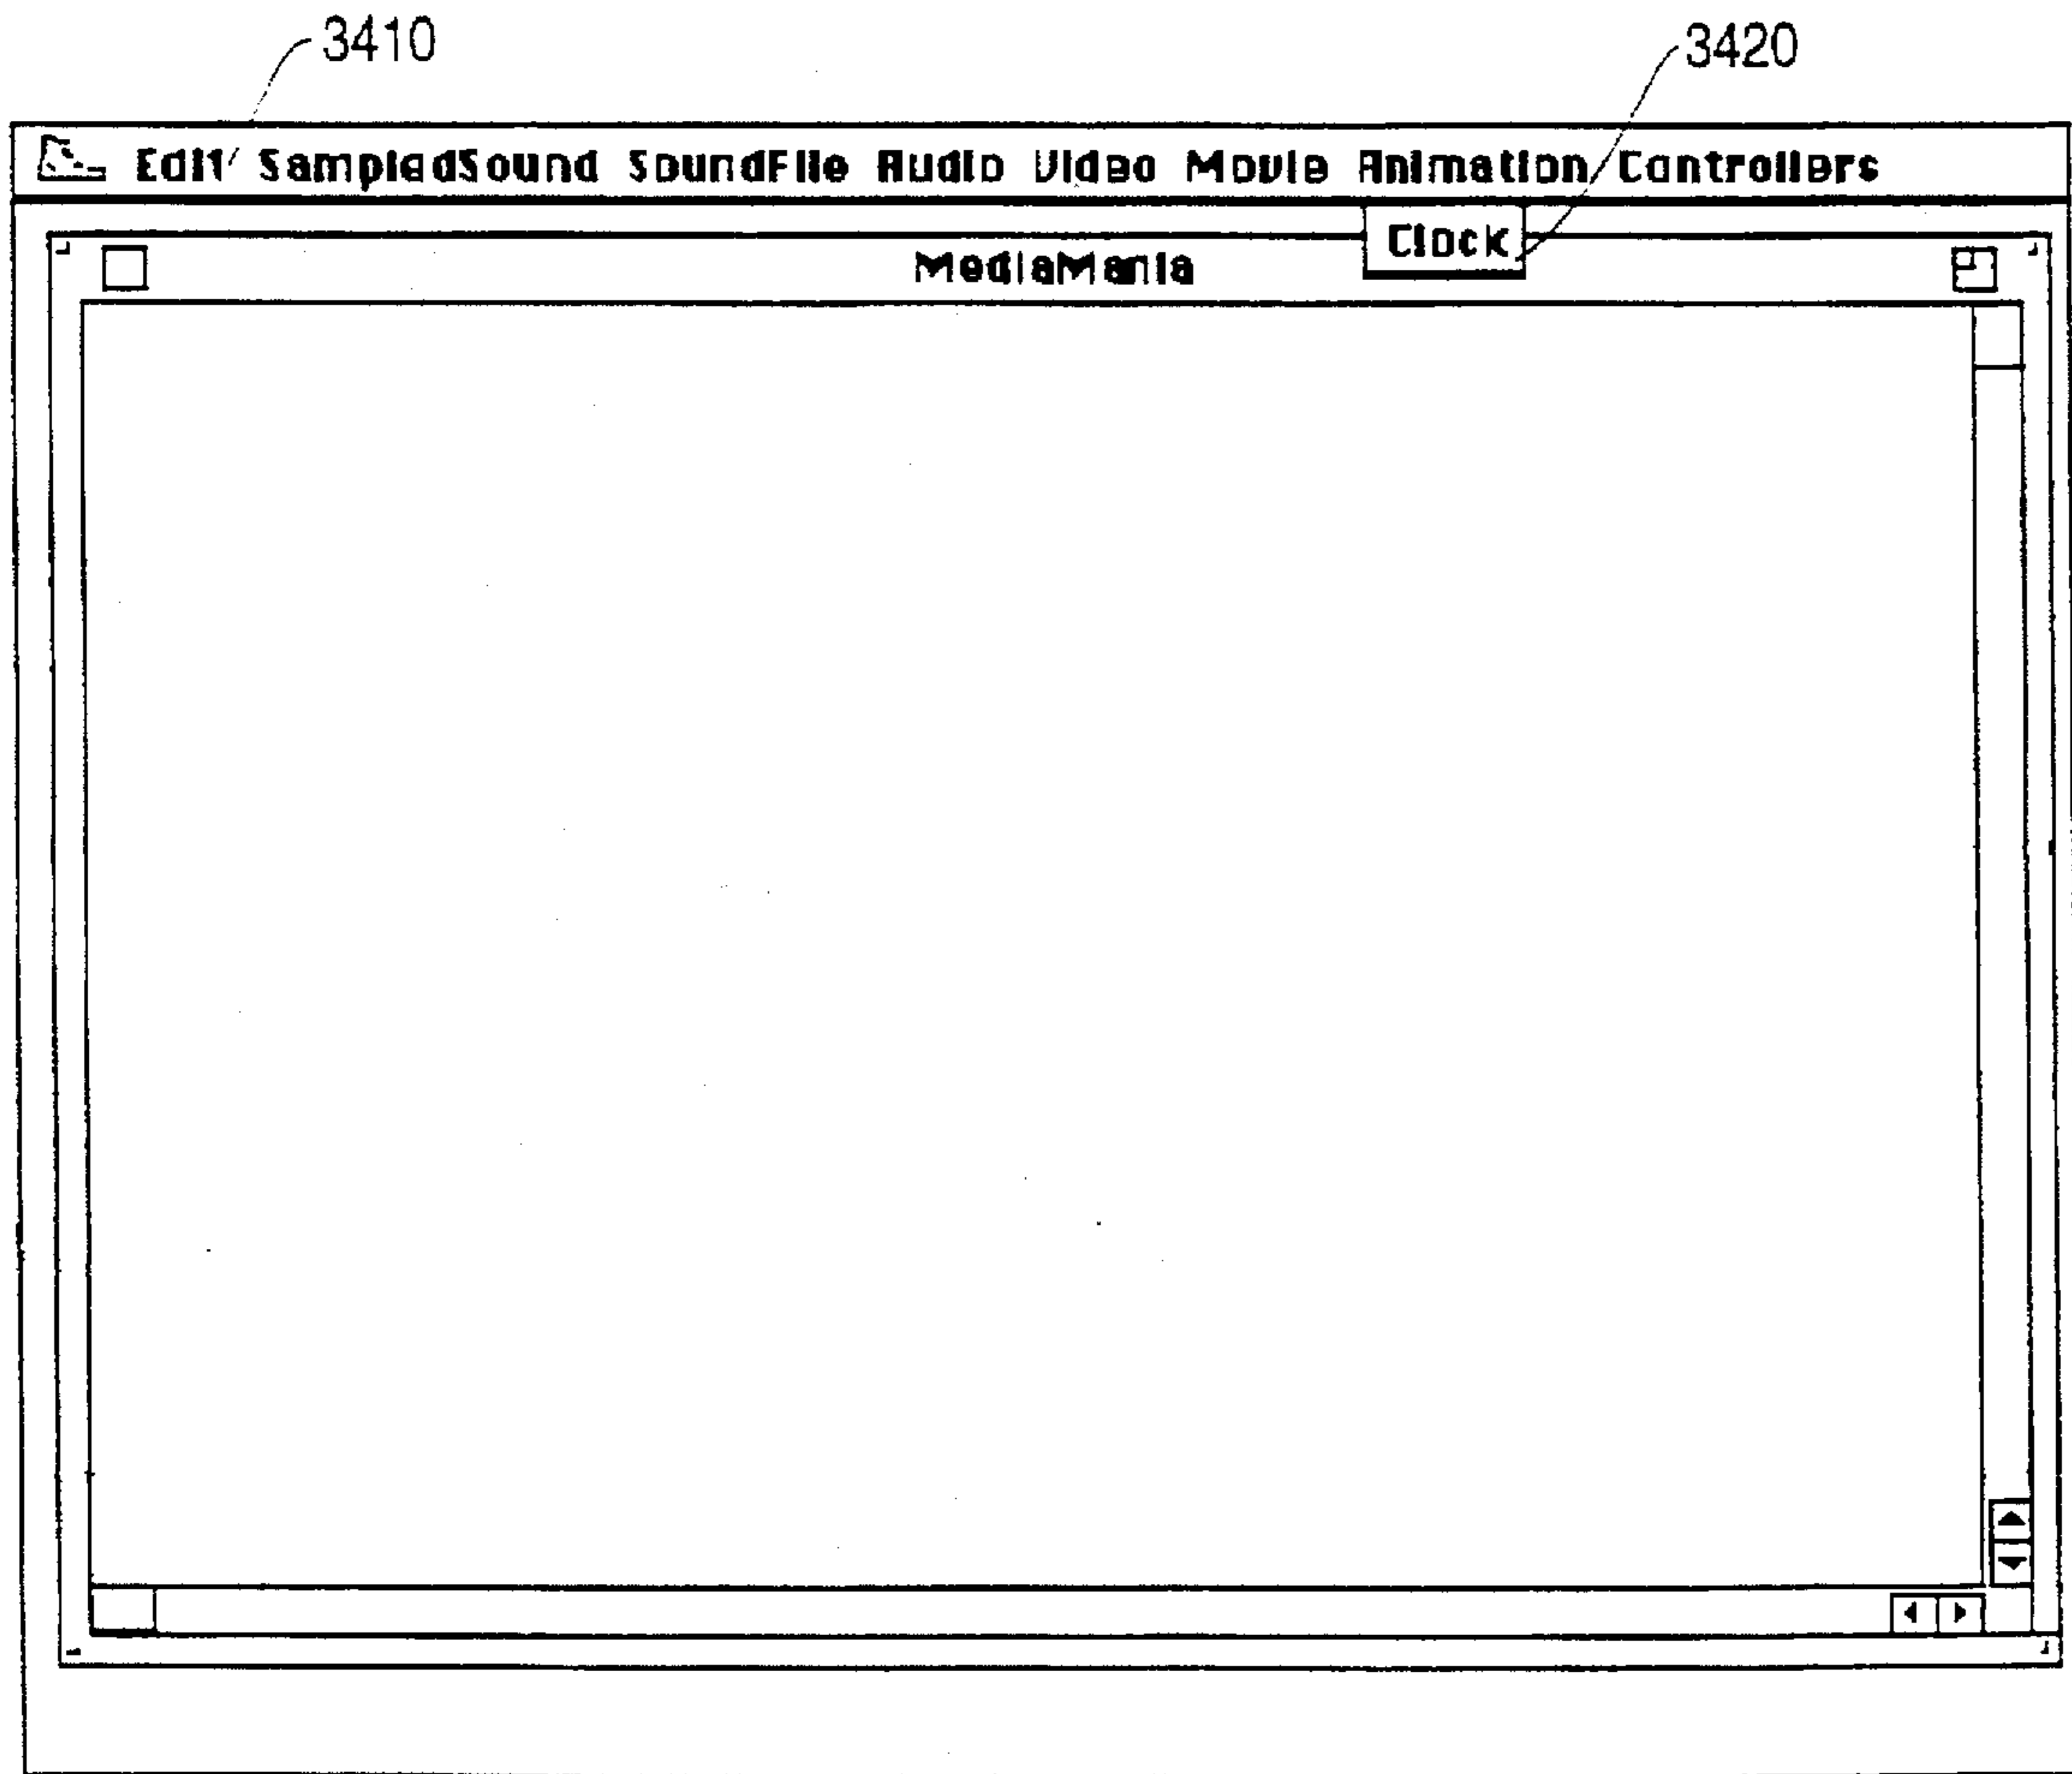 3410
3420
Edit SampledSound SoundFile Audio Video Movie Animation Controllers
Clock
MediaMania